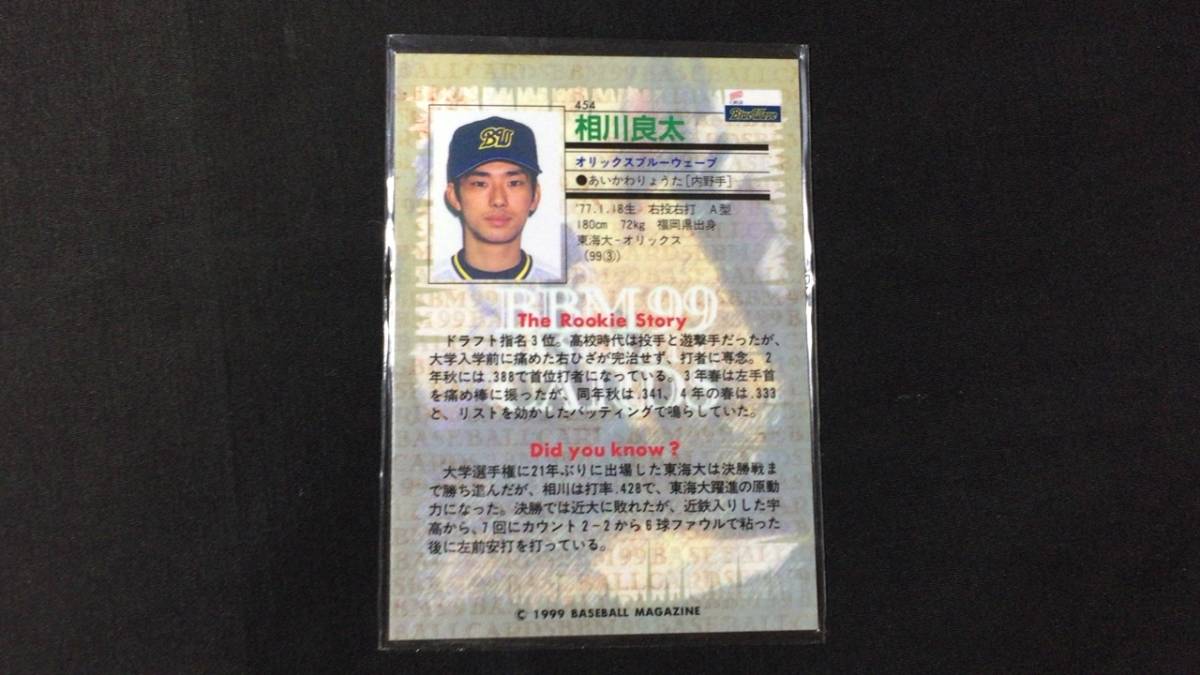 454
相川良太
BlueWave
オリックスブルーウェーブ
●あいかわりょうた[内野手]
'77.1.18生 右投右打 A型
180cm 72kg 福岡県出身
東海大-オリックス
(99③)
BW
BBM 99
The Rookie Story
ドラフト指名3位。高校時代は投手と遊撃手だったが、
大学入学前に痛めた右ひざが完治せず、打者に専念。2
年秋には.388で首位打者になっている。3年春は左手首
を痛め棒に振ったが、同年秋は.341、4年の春は.333
と、リストを効かしたバッティングで鳴らしていた。
CARDS
Did you know?
大学選手権に21年ぶりに出場した東海大は決勝戦ま
で勝ち進んだが、相川は打率.428で、東海大躍進の原動
力になった。決勝では近大に敗れたが、近鉄入りした宇
高から、7回にカウント2-2から6球ファウルで粘った
後に左前安打を打っている。
© 1999 BASEBALL MAGAZINE